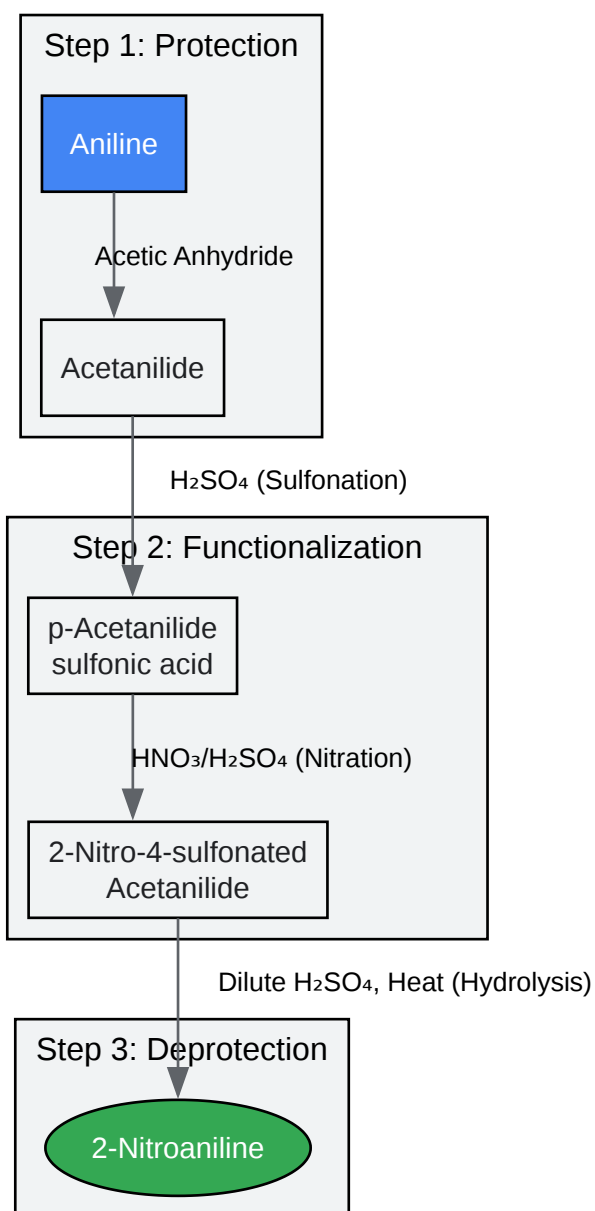 Step 1: Protection
Aniline
Acetic Anhydride
Acetanilide
H₂SO₄ (Sulfonation)
Step 2: Functionalization
p-Acetanilide
sulfonic acid
HNO₃/H₂SO₄ (Nitration)
2-Nitro-4-sulfonated
Acetanilide
Dilute H₂SO₄, Heat (Hydrolysis)
Step 3: Deprotection
2-Nitroaniline